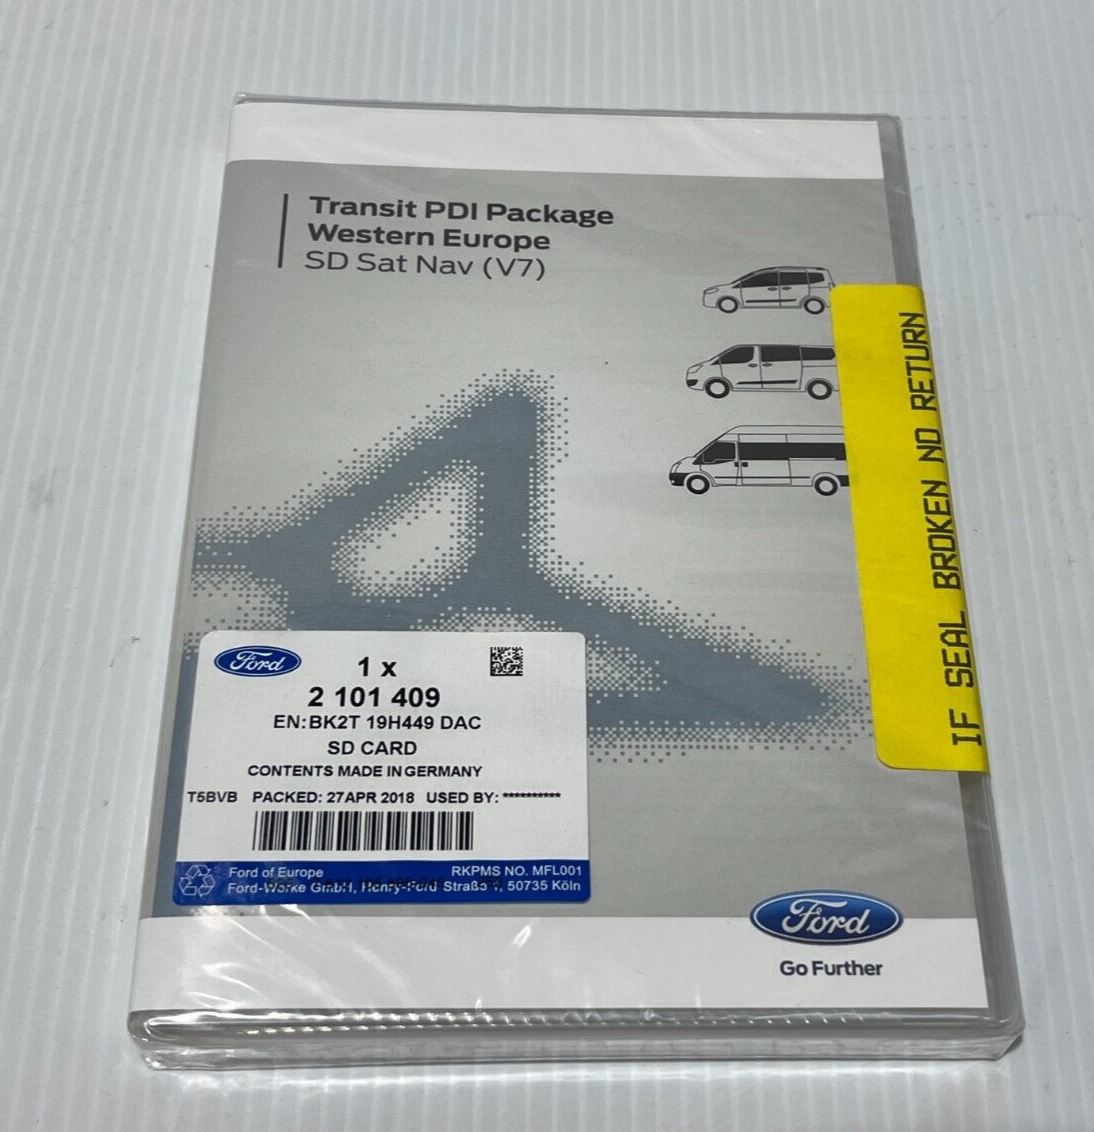 Transit PDI Package
Western Europe
SD Sat Nav (V7)
IF SEAL BROKEN NO RETURN
Ford
1 x
2 101 409
EN:BK2T 19H449 DAC
SD CARD
CONTENTS MADE IN GERMANY
T5BVB PACKED: 27APR 2018 USED BY: **********
Ford of Europe RKPMS NO. MFL001
Ford-Werke GmbH, Henry-Ford Straße 1, 50735 Köln
Ford
Go Further